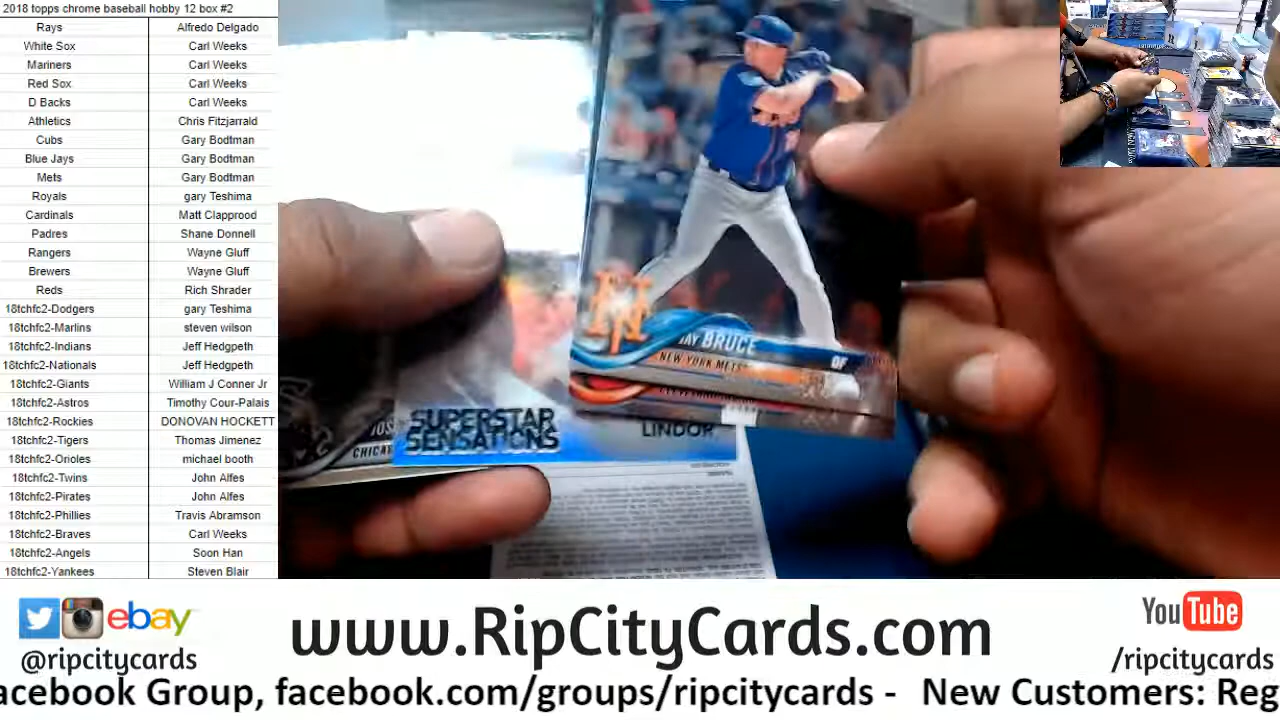 2018 topps chrome baseball hobby 12 box #2
Rays Alfredo Delgado
White Sox Carl Weeks
Mariners Carl Weeks
Red Sox Carl Weeks
D Backs Carl Weeks
Athletics Chris Fitzjarrald
Cubs Gary Bodtman
Blue Jays Gary Bodtman
Mets Gary Bodtman
Royals gary Teshima
Cardinals Matt Clapprood
Padres Shane Donnell
Rangers Wayne Gluff
Brewers Wayne Gluff
Reds Rich Shrader
18tchfc2-Dodgers gary Teshima
18tchfc2-Marlins steven wilson
18tchfc2-Indians Jeff Hedgpeth
18tchfc2-Nationals Jeff Hedgpeth
18tchfc2-Giants William J Conner Jr
18tchfc2-Astros Timothy Cour-Palais
18tchfc2-Rockies DONOVAN HOCKETT
18tchfc2-Tigers Thomas Jimenez
18tchfc2-Orioles michael booth
18tchfc2-Twins John Alfes
18tchfc2-Pirates John Alfes
18tchfc2-Phillies Travis Abramson
18tchfc2-Braves Carl Weeks
18tchfc2-Angels Soon Han
18tchfc2-Yankees Steven Blair
BRUCE OF
NEW YORK METS
SUPERSTAR
SENSATIONS
LINDOR
JOS
CHICA
ebay
@ripcitycards
www.RipCityCards.com
YouTube
/ripcitycards
acebook Group, facebook.com/groups/ripcitycards - New Customers: Reg